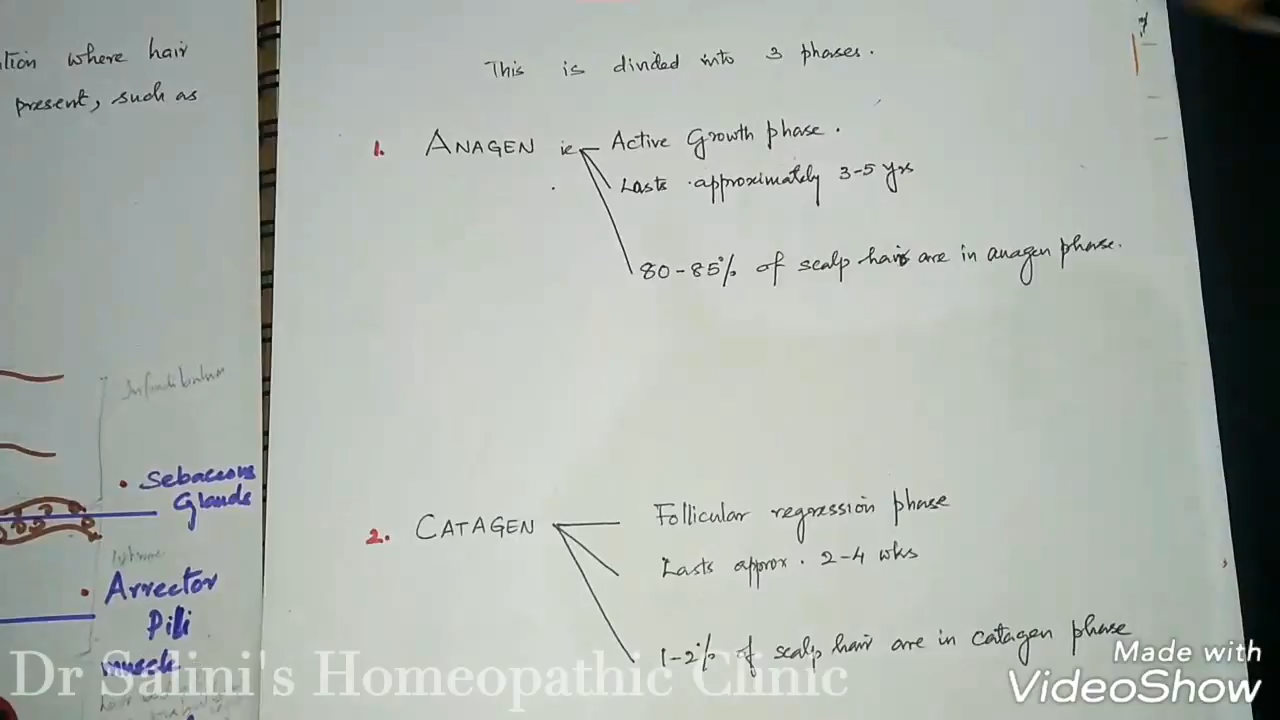 ation where hair
present, such as
Sebaceous
Glands
Arrector
Pili
muscle
This is divided into 3 phases.
1. ANAGEN ie Active Growth phase.
Lasts approximately 3-5 yrs
80-85% of scalp hair are in anagen phase.
2. CATAGEN Follicular regression phase
Lasts approx. 2-4 wks
1-2% of scalp hair are in catagen phase
Dr Salini's Homeopathic Clinic
Made with
VideoShow